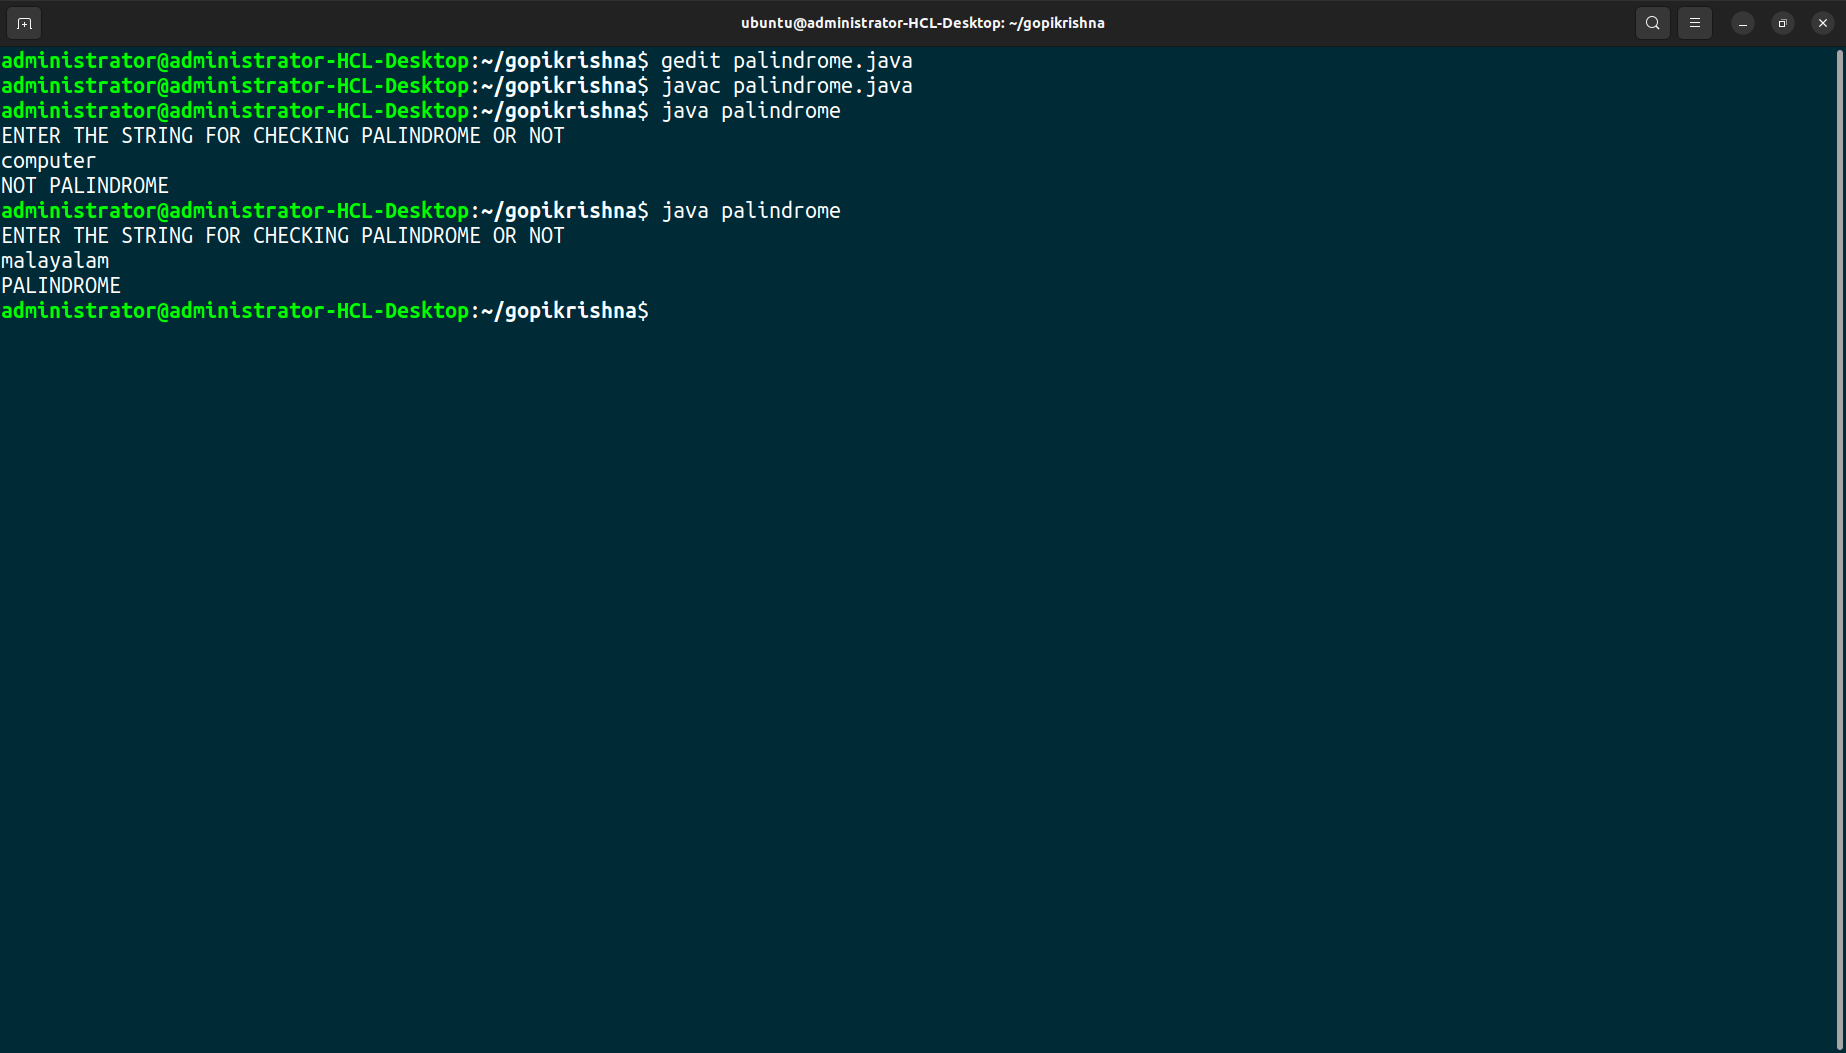 ubuntu@administrator-HCL-Desktop: ~/gopikrishna
administrator@administrator-HCL-Desktop:~/gopikrishna$ gedit palindrome.java
administrator@administrator-HCL-Desktop:~/gopikrishna$ javac palindrome.java
administrator@administrator-HCL-Desktop:~/gopikrishna$ java palindrome
ENTER THE STRING FOR CHECKING PALINDROME OR NOT
computer
NOT PALINDROME
administrator@administrator-HCL-Desktop:~/gopikrishna$ java palindrome
ENTER THE STRING FOR CHECKING PALINDROME OR NOT
malayalam
PALINDROME
administrator@administrator-HCL-Desktop:~/gopikrishna$